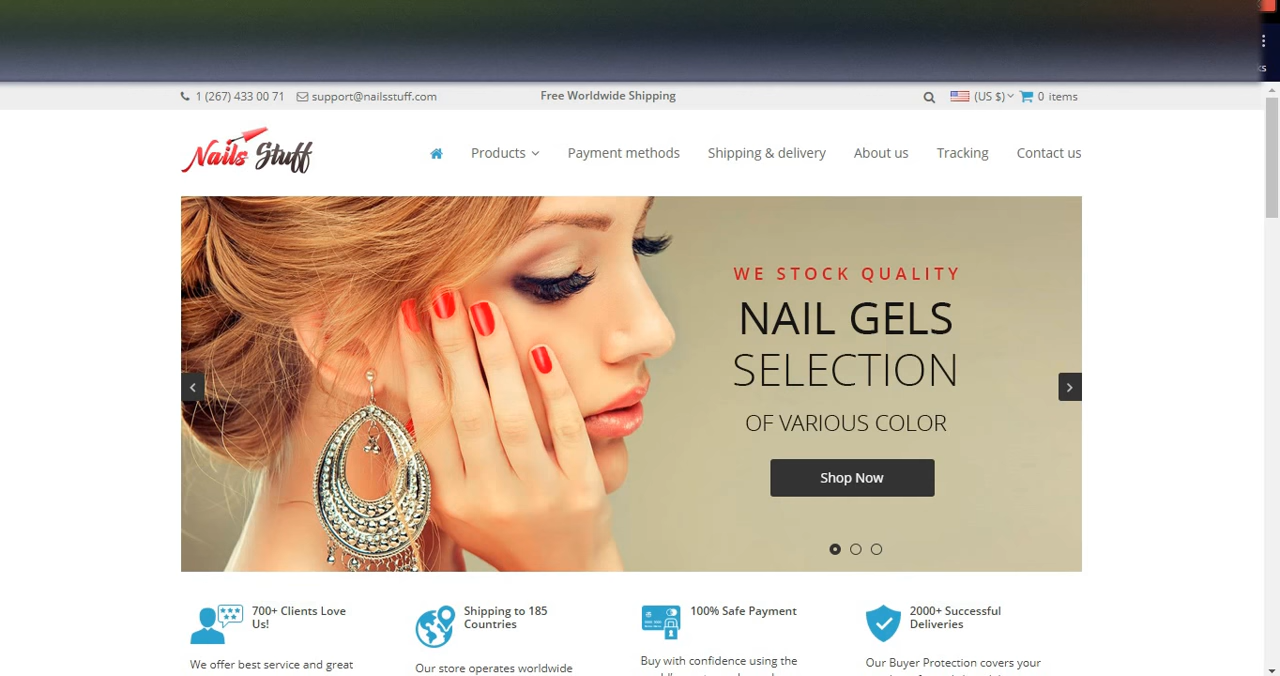 1 (267) 433 00 71 support@nailsstuff.com Free Worldwide Shipping (US $) 0 items
Nails Stuff
Products Payment methods Shipping & delivery About us Tracking Contact us
WE STOCK QUALITY
NAIL GELS
SELECTION
OF VARIOUS COLOR
Shop Now
700+ Clients Love
Us!
We offer best service and great
Shipping to 185
Countries
Our store operates worldwide
100% Safe Payment
Buy with confidence using the
2000+ Successful
Deliveries
Our Buyer Protection covers your